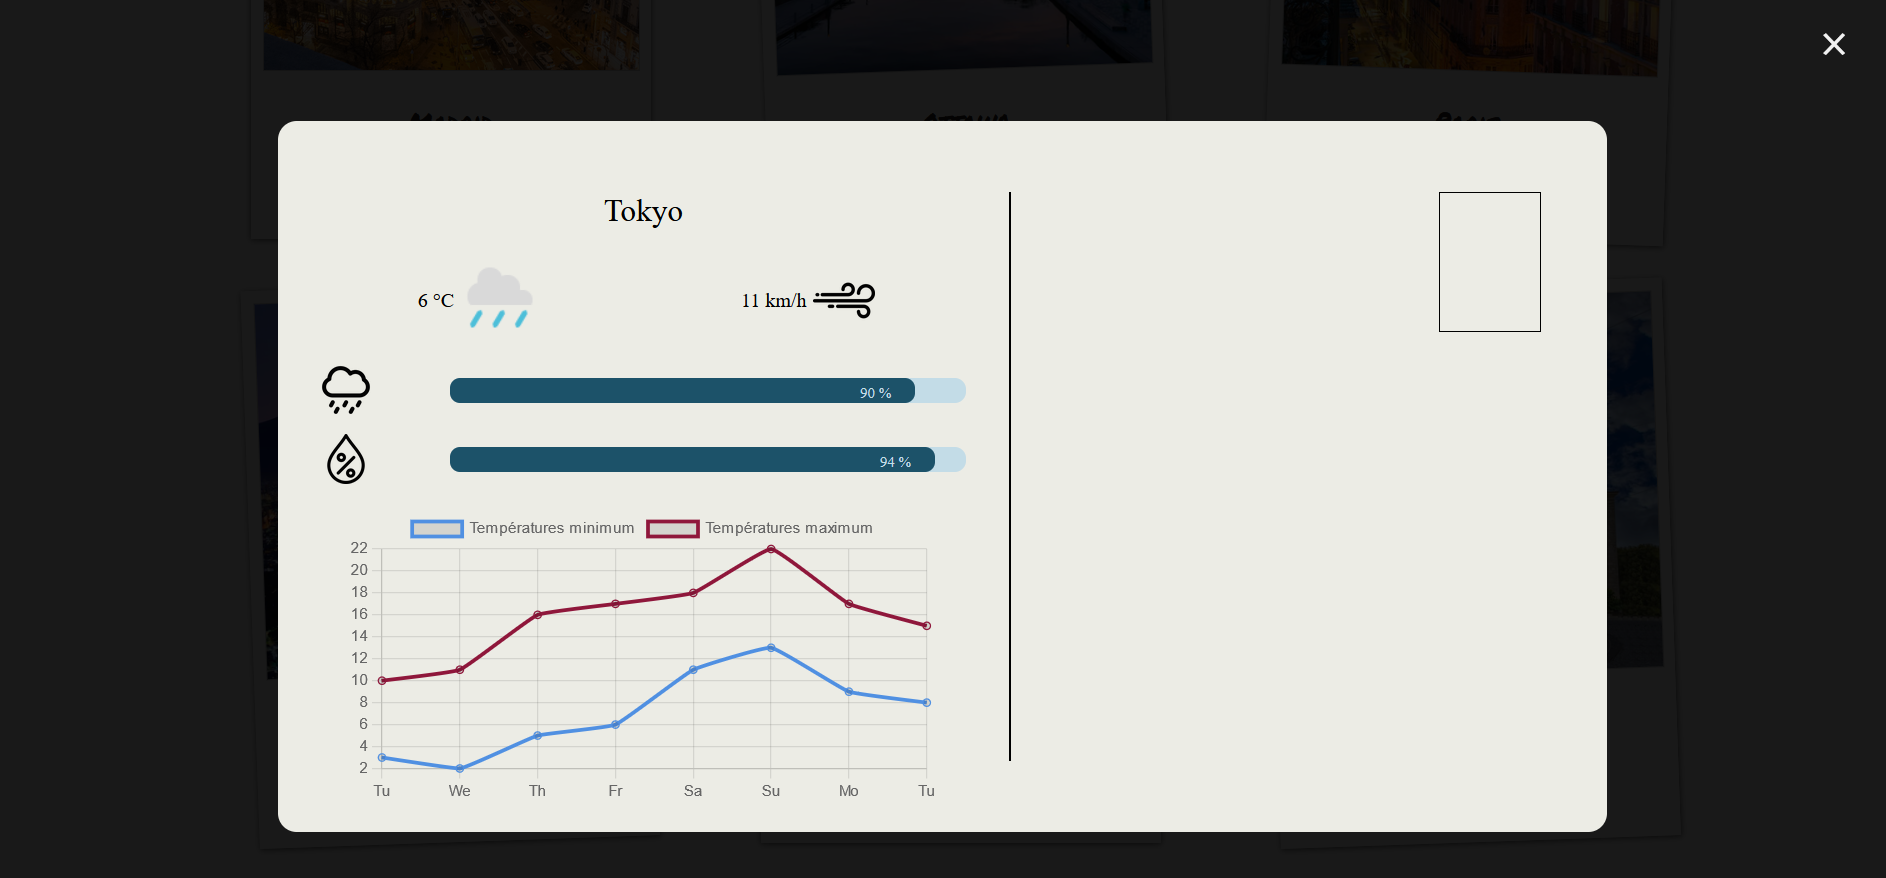 Tokyo
6 °C
11 km/h
90 %
94 %
Températures minimum
Températures maximum
22
20
18
16
14
12
10
8
6
4
2
Tu We Th Fr Sa Su Mo Tu